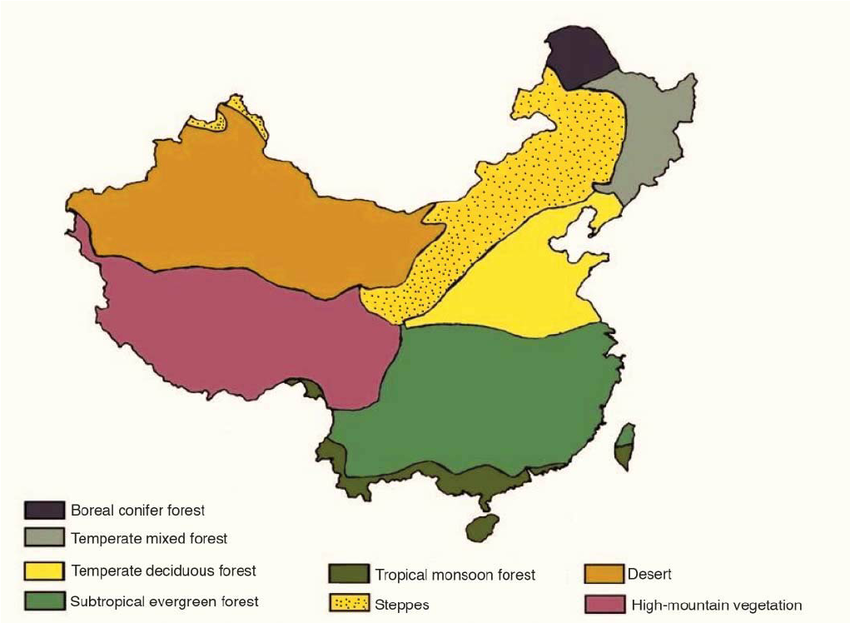 Boreal conifer forest
Temperate mixed forest
Temperate deciduous forest
Subtropical evergreen forest
Tropical monsoon forest
Steppes
Desert
High-mountain vegetation